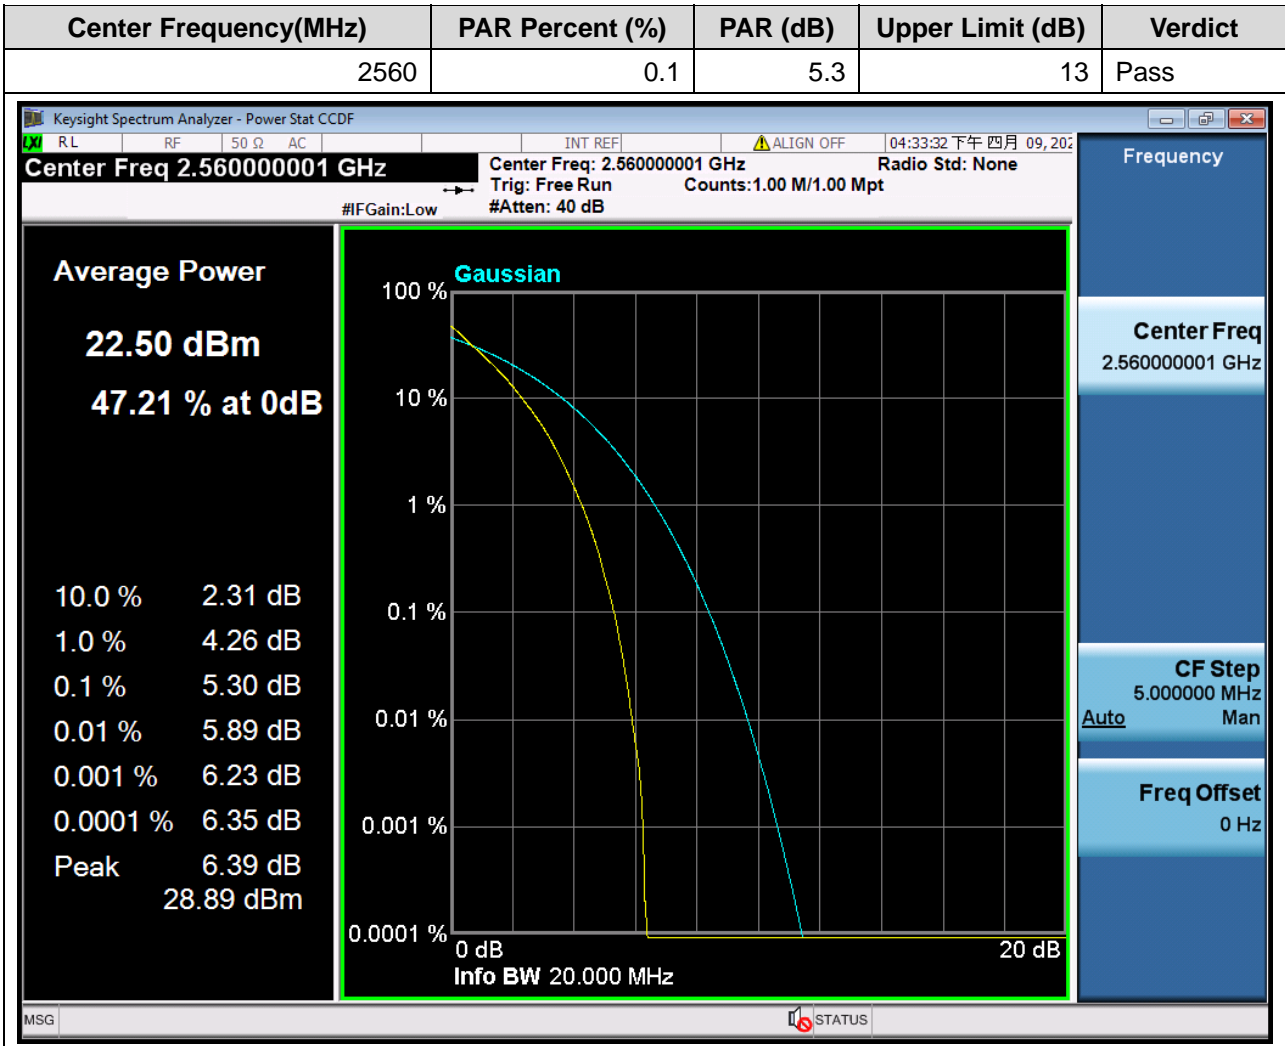 Center Frequency(MHz) PAR Percent (%) PAR (dB) Upper Limit (dB) Verdict
2560 0.1 5.3 13 Pass
Keysight Spectrum Analyzer - Power Stat CCDF
LXI RL RF 50 Ω AC INT REF ALIGN OFF 04:33:32 下午 四月 09, 202
Center Freq 2.560000001 GHz
Center Freq: 2.560000001 GHz Radio Std: None
Trig: Free Run Counts:1.00 M/1.00 Mpt
#IFGain:Low #Atten: 40 dB
Average Power
22.50 dBm
47.21 % at 0dB
10.0 % 2.31 dB
1.0 % 4.26 dB
0.1 % 5.30 dB
0.01 % 5.89 dB
0.001 % 6.23 dB
0.0001 % 6.35 dB
Peak 6.39 dB
28.89 dBm
Gaussian
100 %
10 %
1 %
0.1 %
0.01 %
0.001 %
0.0001 %
0 dB 20 dB
Info BW 20.000 MHz
Frequency
Center Freq
2.560000001 GHz
CF Step
5.000000 MHz
Auto Man
Freq Offset
0 Hz
MSG STATUS